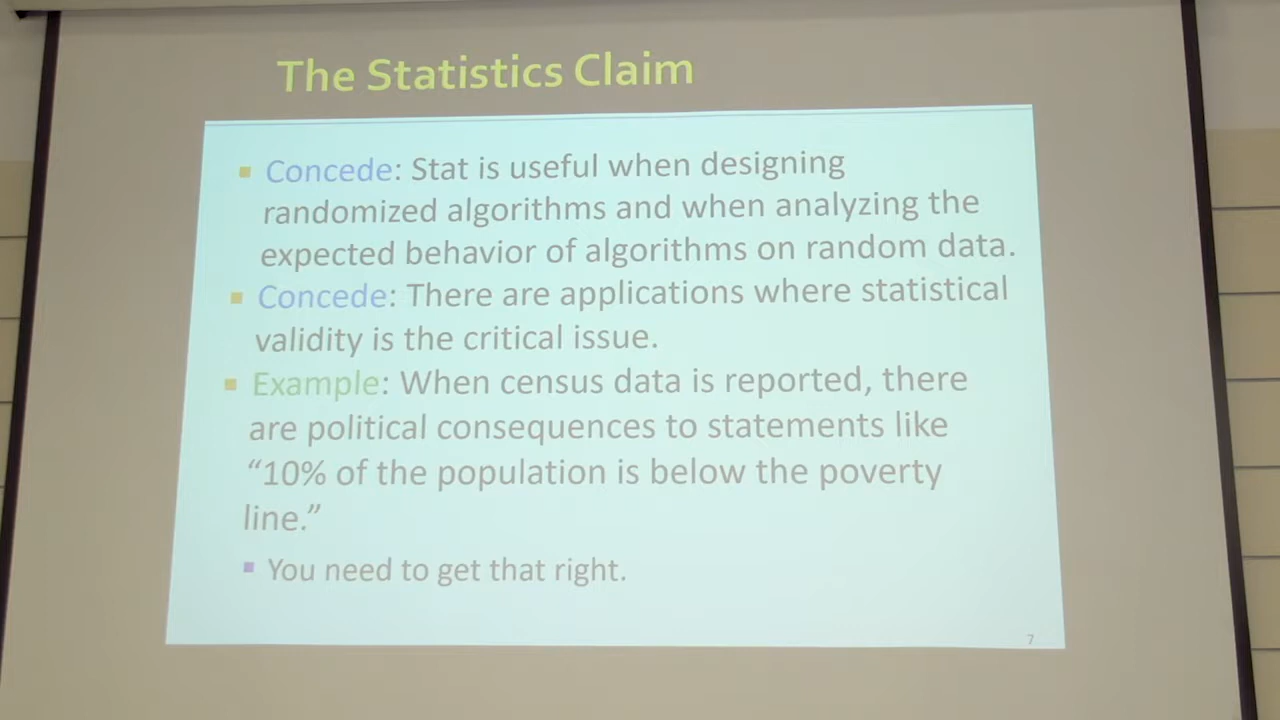 The Statistics Claim
Concede: Stat is useful when designing
randomized algorithms and when analyzing the
expected behavior of algorithms on random data.
Concede: There are applications where statistical
validity is the critical issue.
Example: When census data is reported, there
are political consequences to statements like
“10% of the population is below the poverty
line.”
You need to get that right.
7